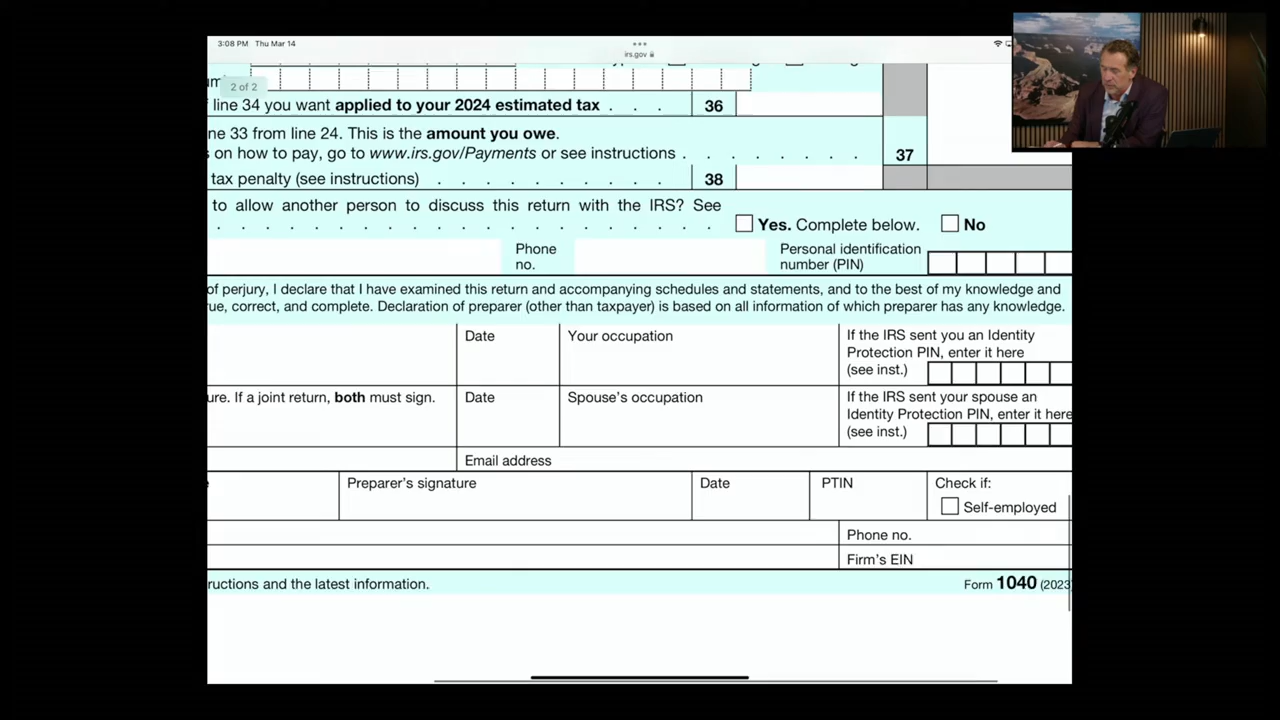 3:08 PM Thu Mar 14
irs.gov
2 of 2
line 34 you want applied to your 2024 estimated tax . . . 36
33 from line 24. This is the amount you owe.
on how to pay, go to www.irs.gov/Payments or see instructions . . . . . . . . 37
tax penalty (see instructions) . . . . . . . . . . 38
to allow another person to discuss this return with the IRS? See
. . . . . . . . . . . . . . . . . Yes. Complete below. No
Phone no.
Personal identification number (PIN)
of perjury, I declare that I have examined this return and accompanying schedules and statements, and to the best of my knowledge and
correct, and complete. Declaration of preparer (other than taxpayer) is based on all information of which preparer has any knowledge.
Date
Your occupation
If the IRS sent you an Identity
Protection PIN, enter it here
(see inst.)
If a joint return, both must sign.
Date
Spouse's occupation
If the IRS sent your spouse an
Identity Protection PIN, enter it here
(see inst.)
Email address
Preparer's signature
Date
PTIN
Check if:
Self-employed
Phone no.
Firm's EIN
and the latest information.
Form 1040 (2023